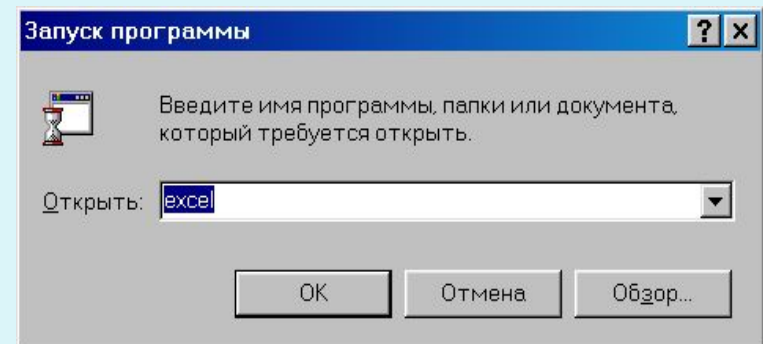 Запуск программы
Введите имя программы, папки или документа,
который требуется открыть.
Открыть: excel
OK Отмена Обзор...